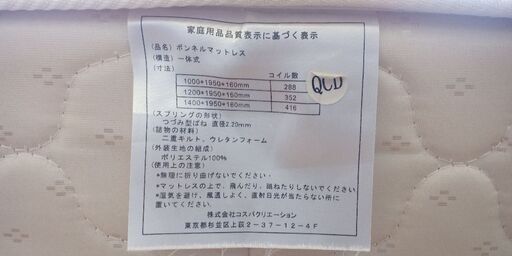 家庭用品品質表示に基づく表示
(品名) ボンネルマットレス
(構造) 一体式
(寸法)
コイル数
1000*1950*160mm 288
1200*1950*160mm 352
1400*1950*160mm 416
(スプリングの形状)
つづみ型ばね 直径2.20mm
(詰物の材料)
二重キルト、ウレタンフォーム
(外装生地の組成)
ポリエステル100%
(使用上の注意)
*無理に折り曲げないでください。
*マットレスの上で、飛んだり、跳ねたりしないでください。
*湿気を避け、風通しよく、直射日光が当たらない所に
置いてください。
株式会社コスパクリエーション
東京都杉並区上荻2-37-12-4F